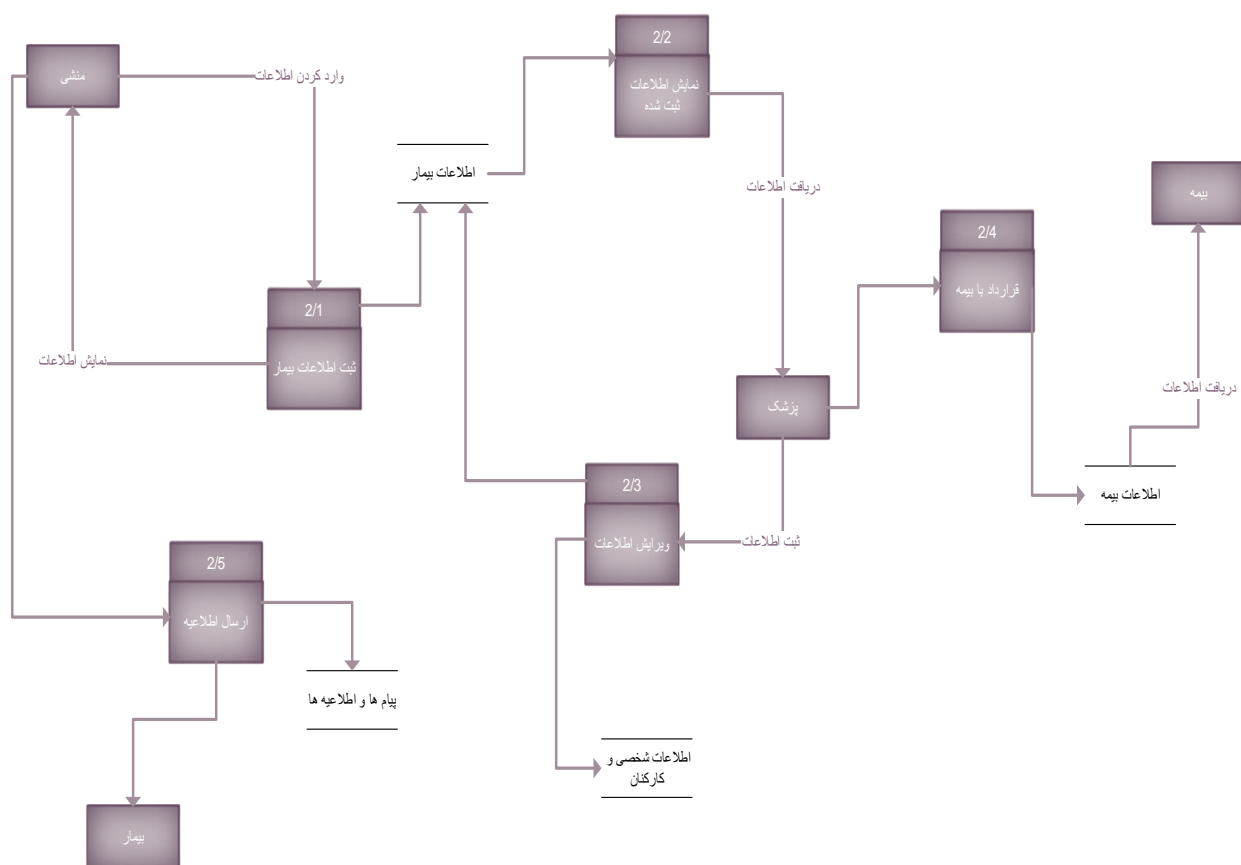 2/2
نمایش اطلاعات
ثبت شده
منشی
وارد کردن اطلاعات
اطلاعات بیمار
دریافت اطلاعات
بیمه
2/4
قرارداد با بیمه
2/1
ثبت اطلاعات بیمار
نمایش اطلاعات
پزشک
دریافت اطلاعات
2/3
ویرایش اطلاعات
ثبت اطلاعات
اطلاعات بیمه
2/5
ارسال اطلاعیه
پیام ها و اطلاعیه ها
اطلاعات شخصی و
کارکنان
بیمار